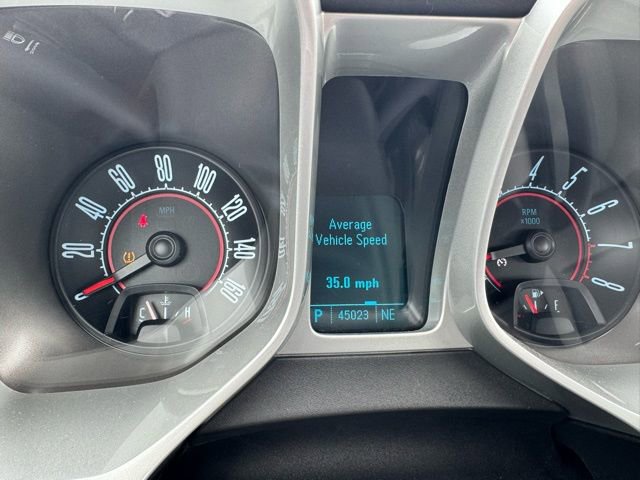 20 40 60 80 100 120 140 160
MPH
C H
Average
Vehicle Speed
35.0 mph
P 45023 NE
4 5 6 7 8
RPM
x1000
E